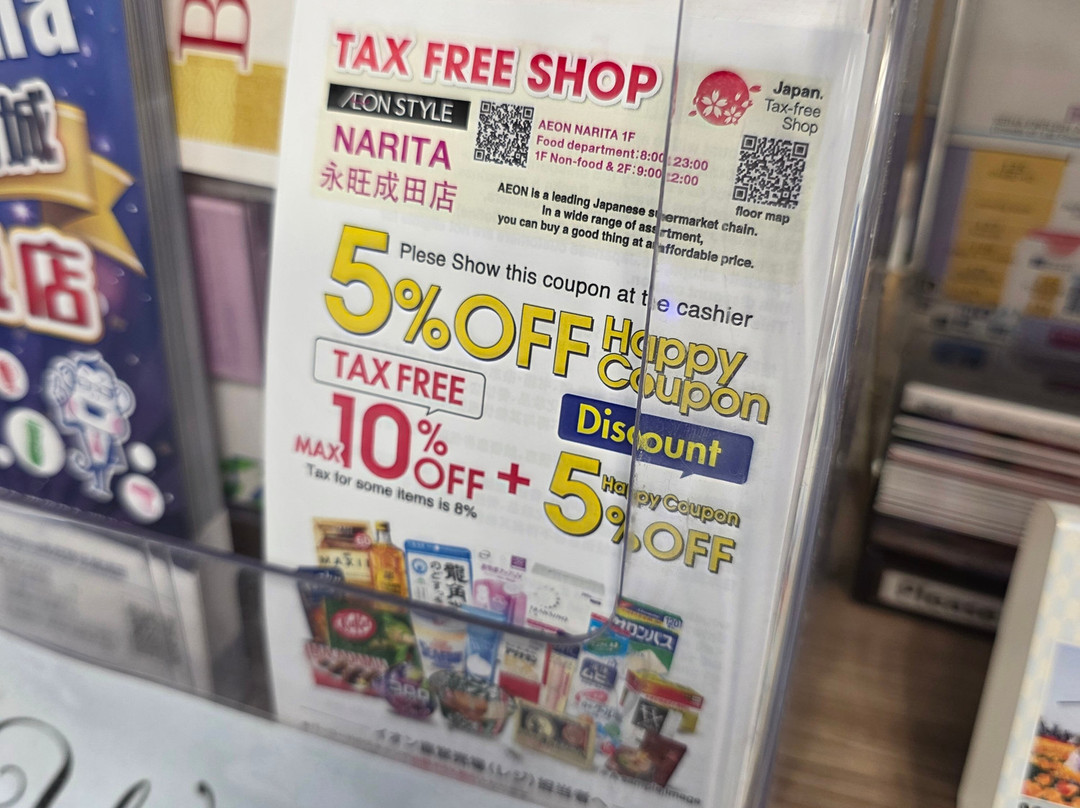 TAX FREE SHOP
ÆON STYLE
NARITA
永旺成田店
AEON NARITA 1F
Food department:8:00 23:00
1F Non-food & 2F:9:00 22:00
Japan.
Tax-free
Shop
floor map
AEON is a leading Japanese supermarket chain.
In a wide range of assortment,
you can buy a good thing at an affordable price.
Plese Show this coupon at the cashier
5%OFF Happy Coupon
TAX FREE
MAX10%OFF
Tax for some items is 8%
+
Discount
5%OFF Happy Coupon
店
B